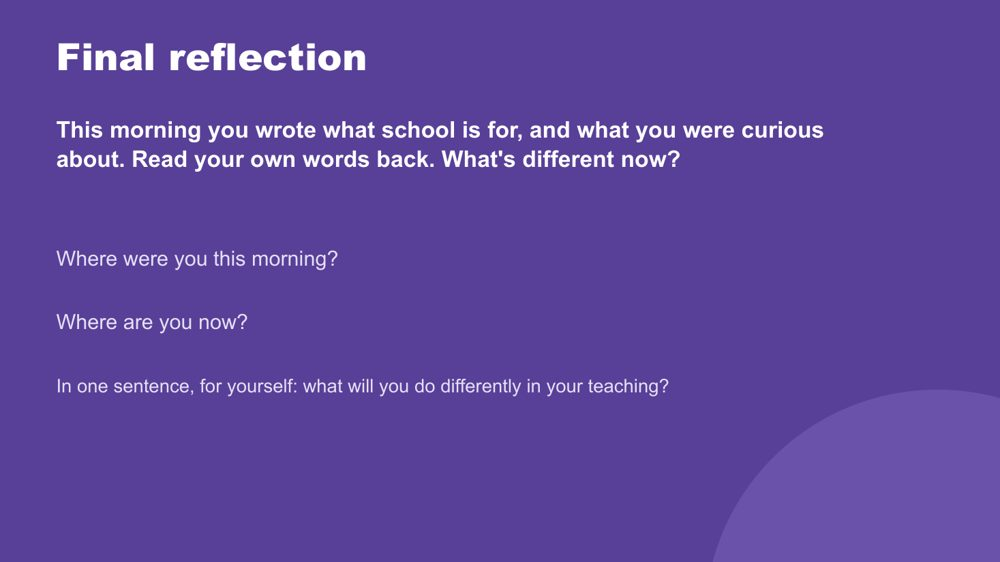 Final reflection
This morning you wrote what school is for, and what you were curious
about. Read your own words back. What's different now?
Where were you this morning?
Where are you now?
In one sentence, for yourself: what will you do differently in your teaching?